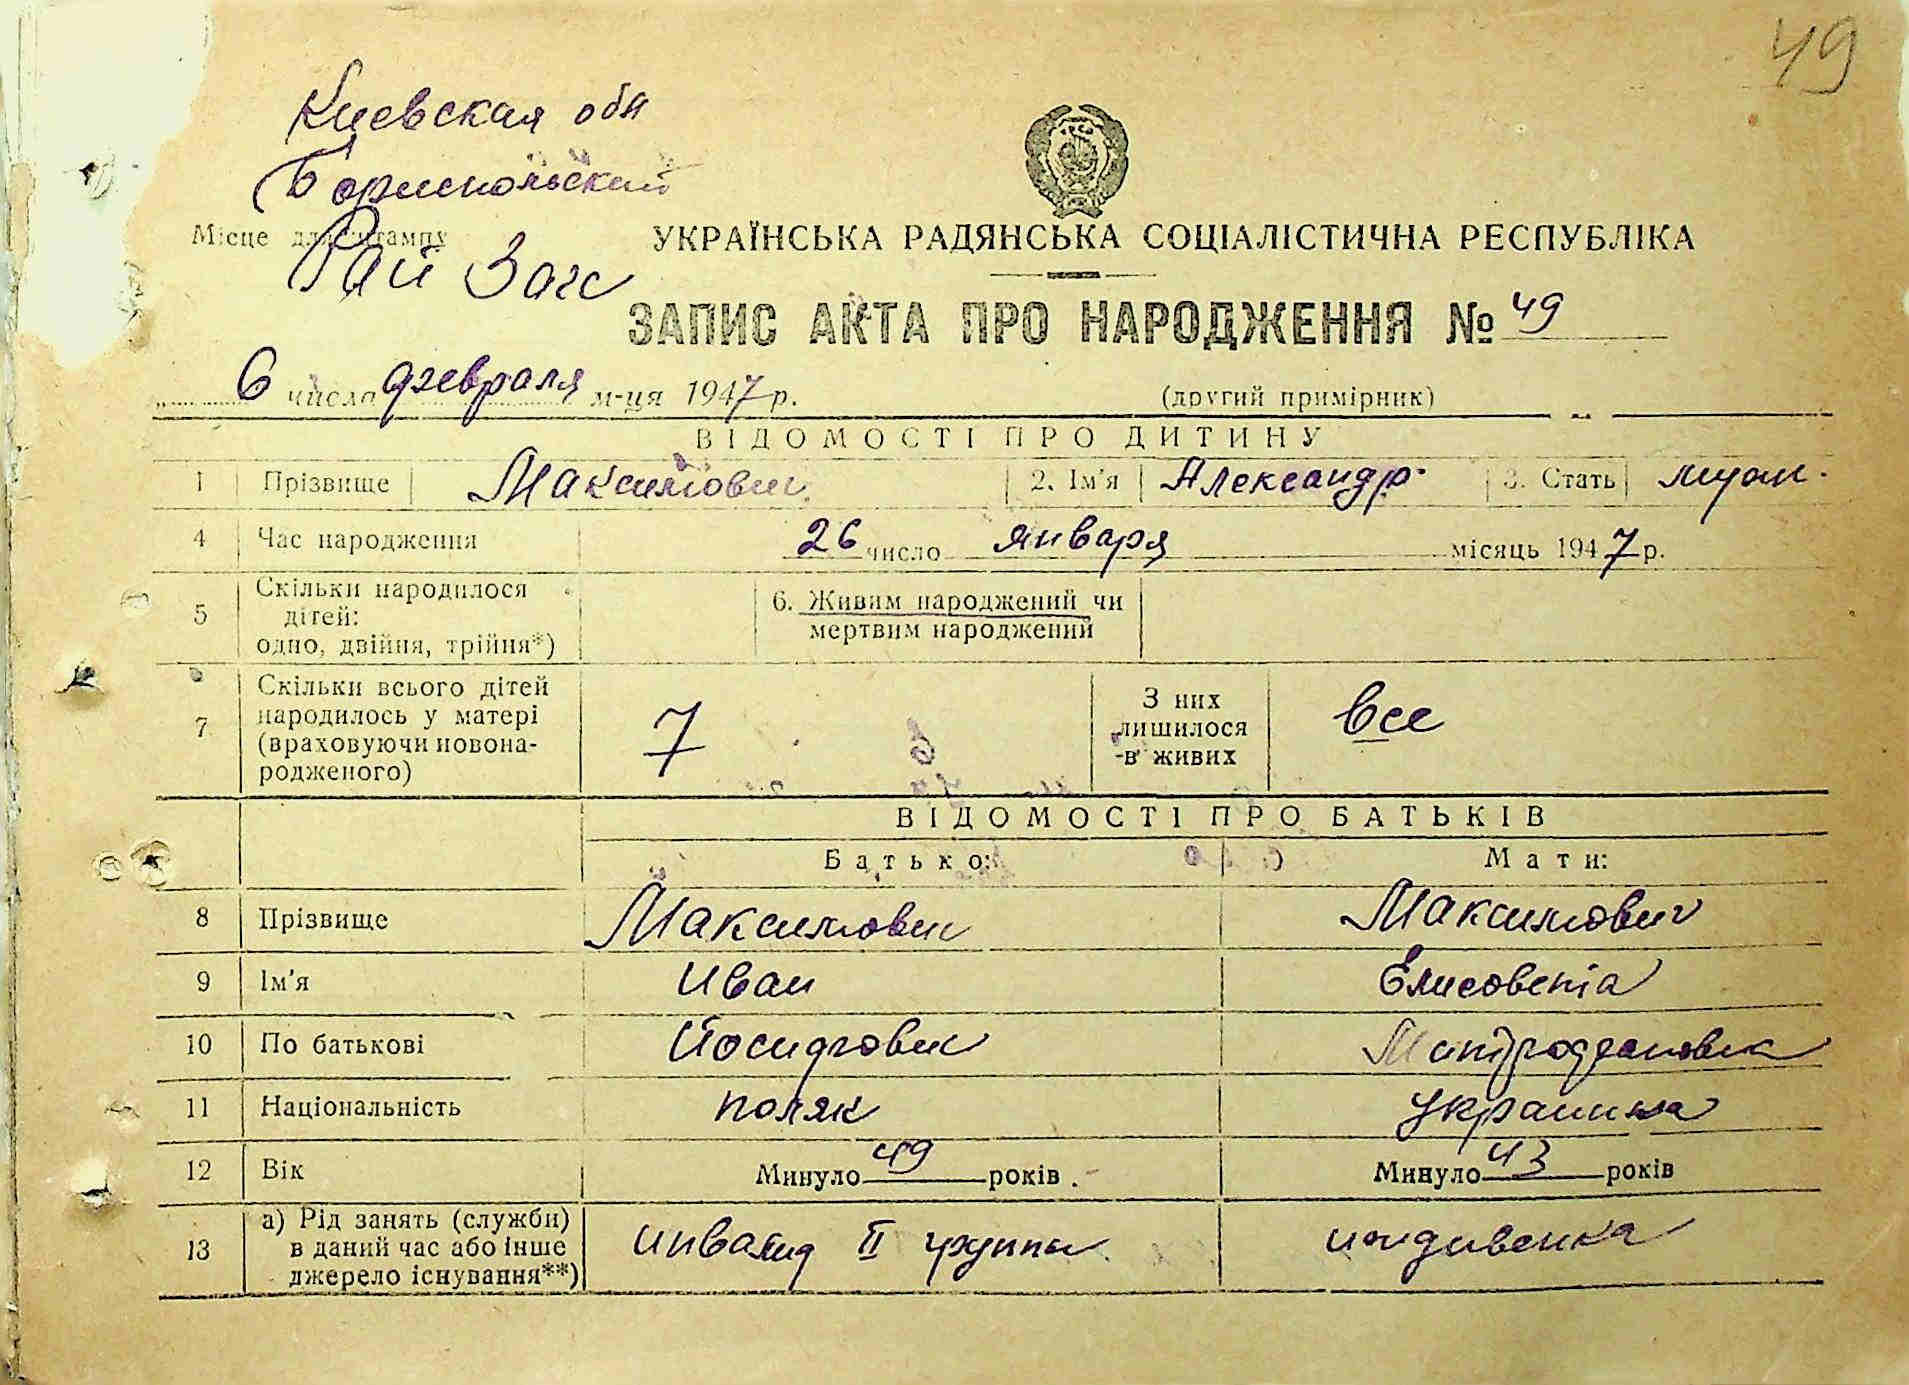 49
Киевская обл
Бориспольский
Місце для штампу
Рай Загс
УКРАЇНСЬКА РАДЯНСЬКА СОЦІАЛІСТИЧНА РЕСПУБЛІКА
ЗАПИС АКТА ПРО НАРОДЖЕННЯ № 49
6 числа февраля м-ця 1947 р. (другий примірник)
ВІДОМОСТІ ПРО ДИТИНУ
1 Прізвище Максимович 2. Ім'я Александр 3. Стать муж.
4 Час народження 26 число января місяць 1947 р.
5 Скільки народилося дітей: одно, двійня, трійня*) 6. Живим народжений чи мертвим народжений
7 Скільки всього дітей народилось у матері (враховуючи новонародженого) 7 З них лишилося в живих все
ВІДОМОСТІ ПРО БАТЬКІВ
Батько: Мати:
8 Прізвище Максимович Максимович
9 Ім'я Иван Елисовета
10 По батькові Йосифович Митрофановна
11 Національність поляк украинка
12 Вік Минуло 49 років Минуло 43 років
13 а) Рід занять (служби) в даний час або інше джерело існування**) инвалид II группы иждивенка